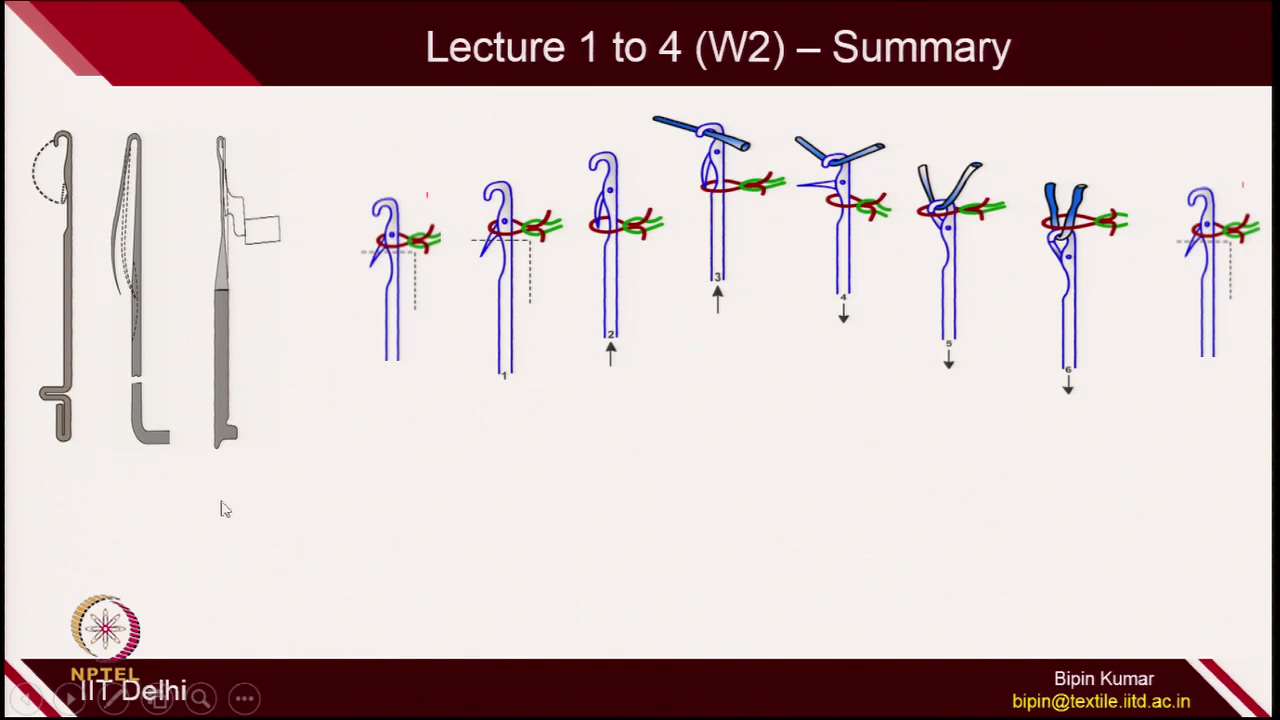 Lecture 1 to 4 (W2) – Summary
1
2
3
4
5
6
NPTEL
IIT Delhi
Bipin Kumar
bipin@textile.iitd.ac.in